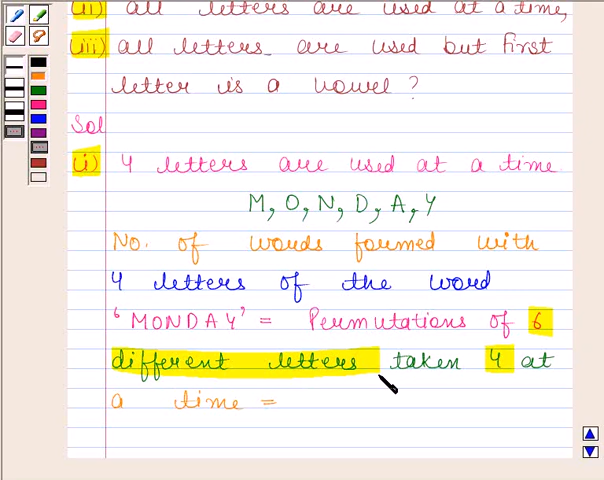 (ii) all letters are used at a time,
(iii) all letters are used but first
letter is a vowel ?
Sol
(i) 4 letters are used at a time.
M, O, N, D, A, Y
No. of words formed with
4 letters of the word
'MONDAY' = Permutations of 6
different letters taken 4 at
a time =